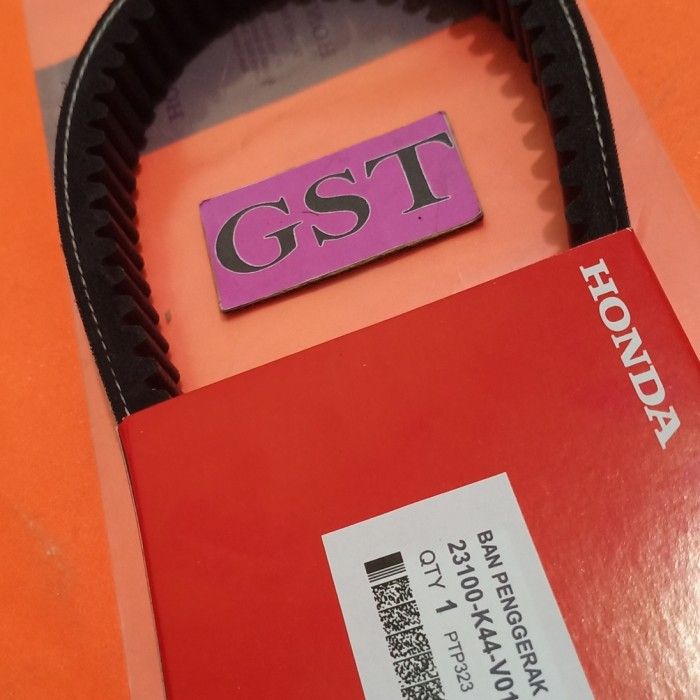 GST
HONDA
BAN PENGGERAK
23100-K44-V01
QTY 1 PTP323